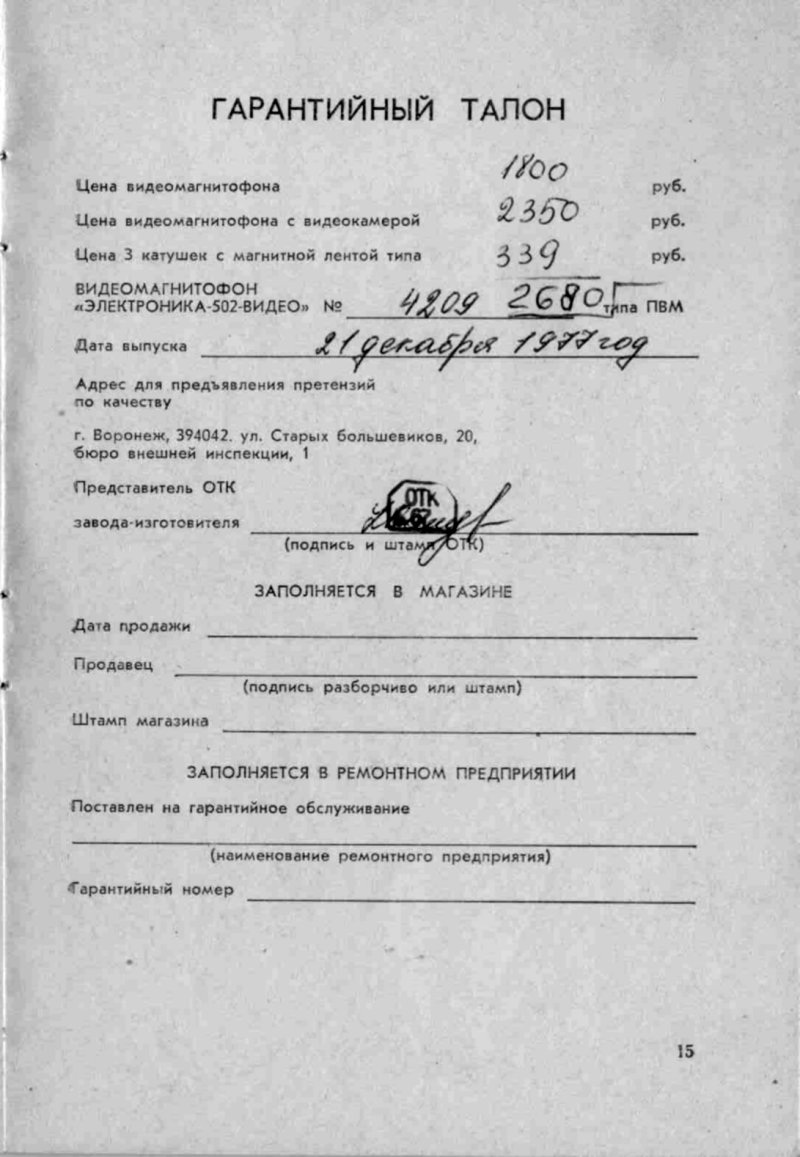 ГАРАНТИЙНЫЙ ТАЛОН
Цена видеомагнитофона 1800 руб.
Цена видеомагнитофона с видеокамерой 2350 руб.
Цена 3 катушек с магнитной лентой типа 339 руб.
ВИДЕОМАГНИТОФОН
«ЭЛЕКТРОНИКА-502-ВИДЕО» № 4209 2680 типа ПВМ
Дата выпуска 21 декабря 1977 год
Адрес для предъявления претензий
по качеству
г. Воронеж, 394042. ул. Старых большевиков, 20,
бюро внешней инспекции, 1
Представитель ОТК
ОТК
завода-изготовителя
(подпись и штамп ОТК)
ЗАПОЛНЯЕТСЯ В МАГАЗИНЕ
Дата продажи
Продавец
(подпись разборчиво или штамп)
Штамп магазина
ЗАПОЛНЯЕТСЯ В РЕМОНТНОМ ПРЕДПРИЯТИИ
Поставлен на гарантийное обслуживание
(наименование ремонтного предприятия)
Гарантийный номер
15